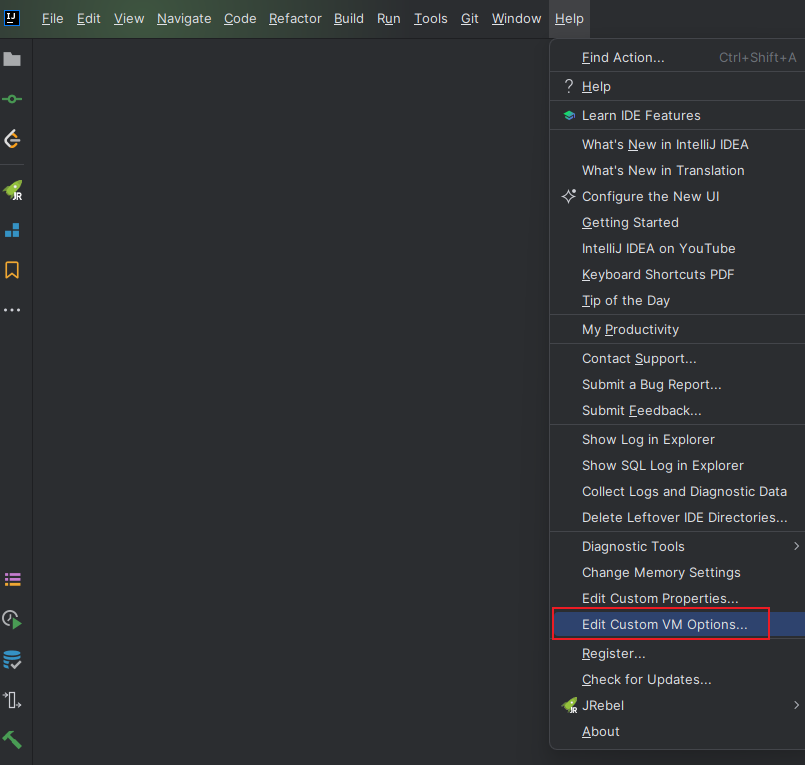 IJ File Edit View Navigate Code Refactor Build Run Tools Git Window Help
Find Action... Ctrl+Shift+A
? Help
Learn IDE Features
What's New in IntelliJ IDEA
What's New in Translation
Configure the New UI
Getting Started
IntelliJ IDEA on YouTube
Keyboard Shortcuts PDF
Tip of the Day
My Productivity
Contact Support...
Submit a Bug Report...
Submit Feedback...
Show Log in Explorer
Show SQL Log in Explorer
Collect Logs and Diagnostic Data
Delete Leftover IDE Directories...
Diagnostic Tools
Change Memory Settings
Edit Custom Properties...
Edit Custom VM Options...
Register...
Check for Updates...
JR JRebel
About
JR